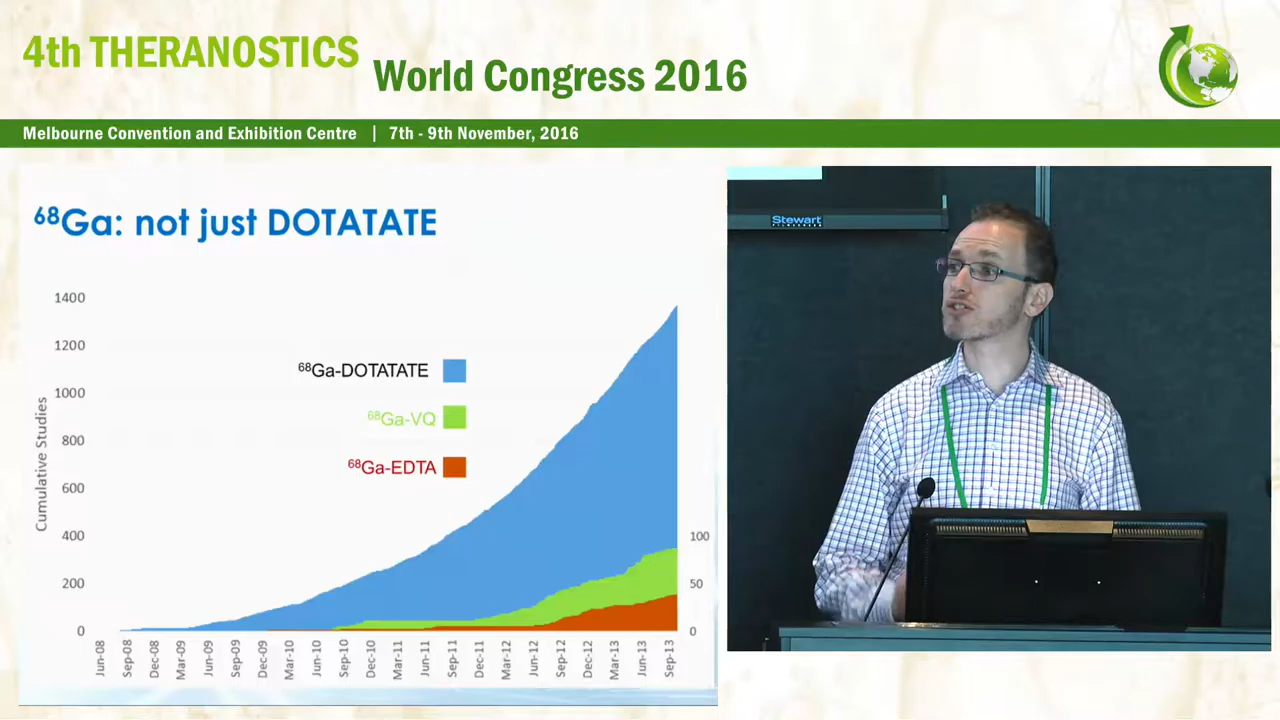 4th THERANOSTICS
World Congress 2016
Melbourne Convention and Exhibition Centre | 7th - 9th November, 2016
⁶⁸Ga: not just DOTATATE
1400
1200
1000
800
600
400
200
0
Cumulative Studies
⁶⁸Ga-DOTATATE
⁶⁸Ga-VQ
⁶⁸Ga-EDTA
100
50
0
Jun-08
Sep-08
Dec-08
Mar-09
Jun-09
Sep-09
Dec-09
Mar-10
Jun-10
Sep-10
Dec-10
Mar-11
Jun-11
Sep-11
Dec-11
Mar-12
Jun-12
Sep-12
Dec-12
Mar-13
Jun-13
Sep-13
Stewart